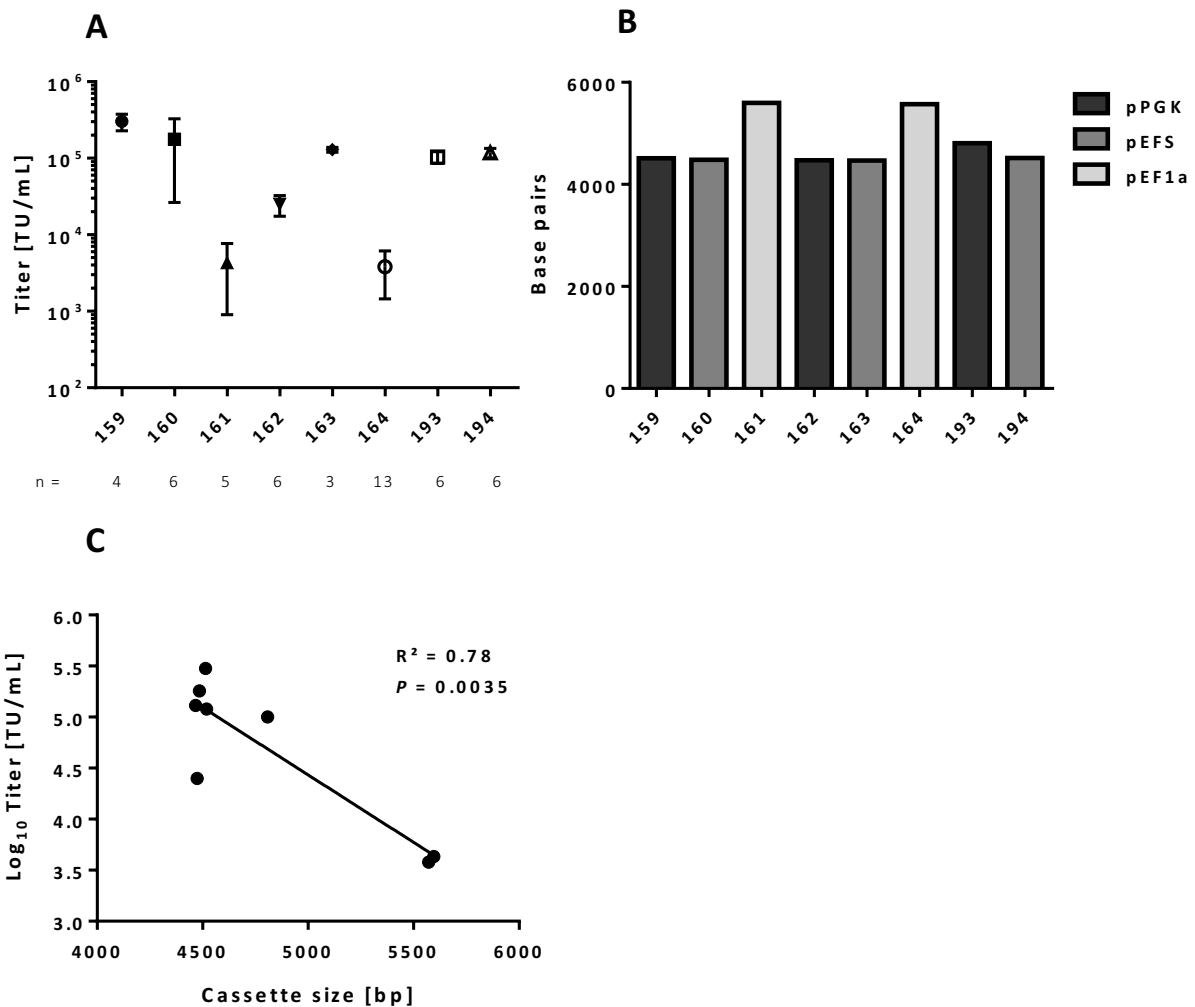 A
Titer [TU/mL]
10⁶
10⁵
10⁴
10³
10²
159 160 161 162 163 164 193 194
n = 4 6 5 6 3 13 6 6
B
Base pairs
6000
4000
2000
0
159 160 161 162 163 164 193 194
pPGK
pEFS
pEF1a
C
Log₁₀ Titer [TU/mL]
6.0
5.5
5.0
4.5
4.0
3.5
3.0
R² = 0.78
P = 0.0035
4000 4500 5000 5500 6000
Cassette size [bp]